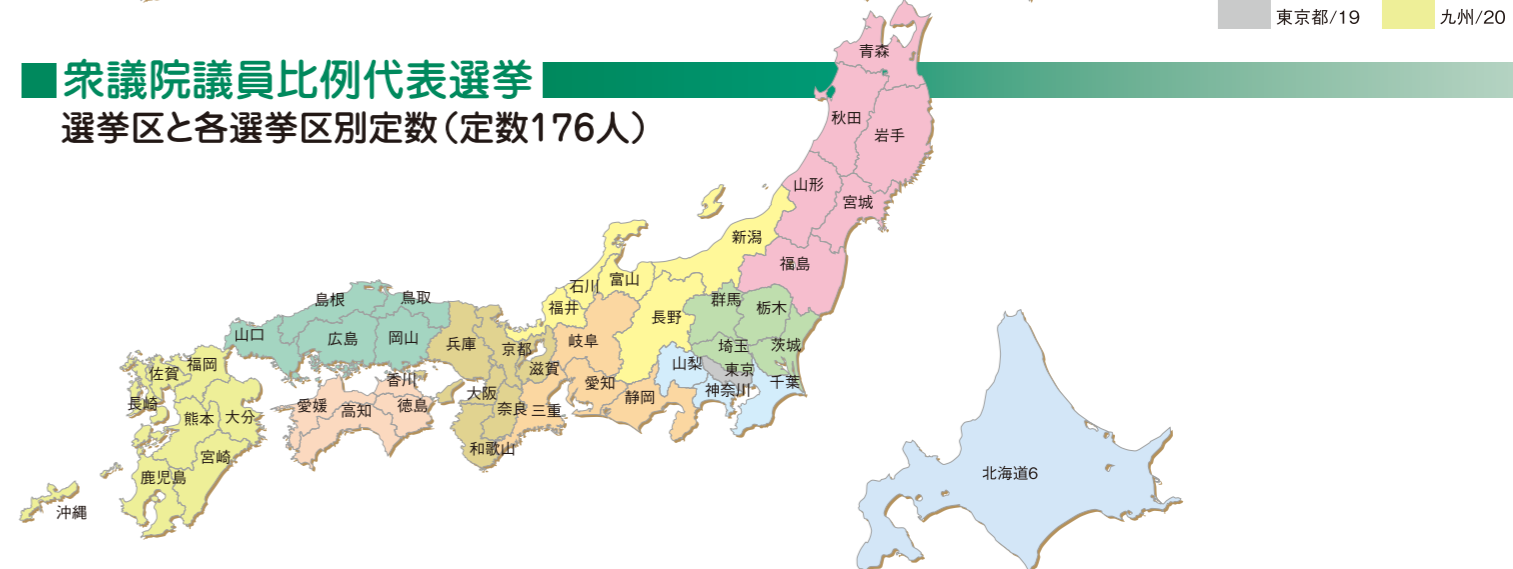 東京都/19
九州/20
■衆議院議員比例代表選挙
選挙区と各選挙区別定数（定数176人）
青森
秋田
岩手
山形
宮城
新潟
福島
石川
富山
福井
長野
群馬
栃木
埼玉
茨城
島根
鳥取
山口
広島
岡山
兵庫
京都
滋賀
岐阜
山梨
東京
神奈川
千葉
佐賀
福岡
長崎
熊本
大分
宮崎
鹿児島
沖縄
香川
愛媛
高知
徳島
大阪
奈良
三重
和歌山
愛知
静岡
北海道6